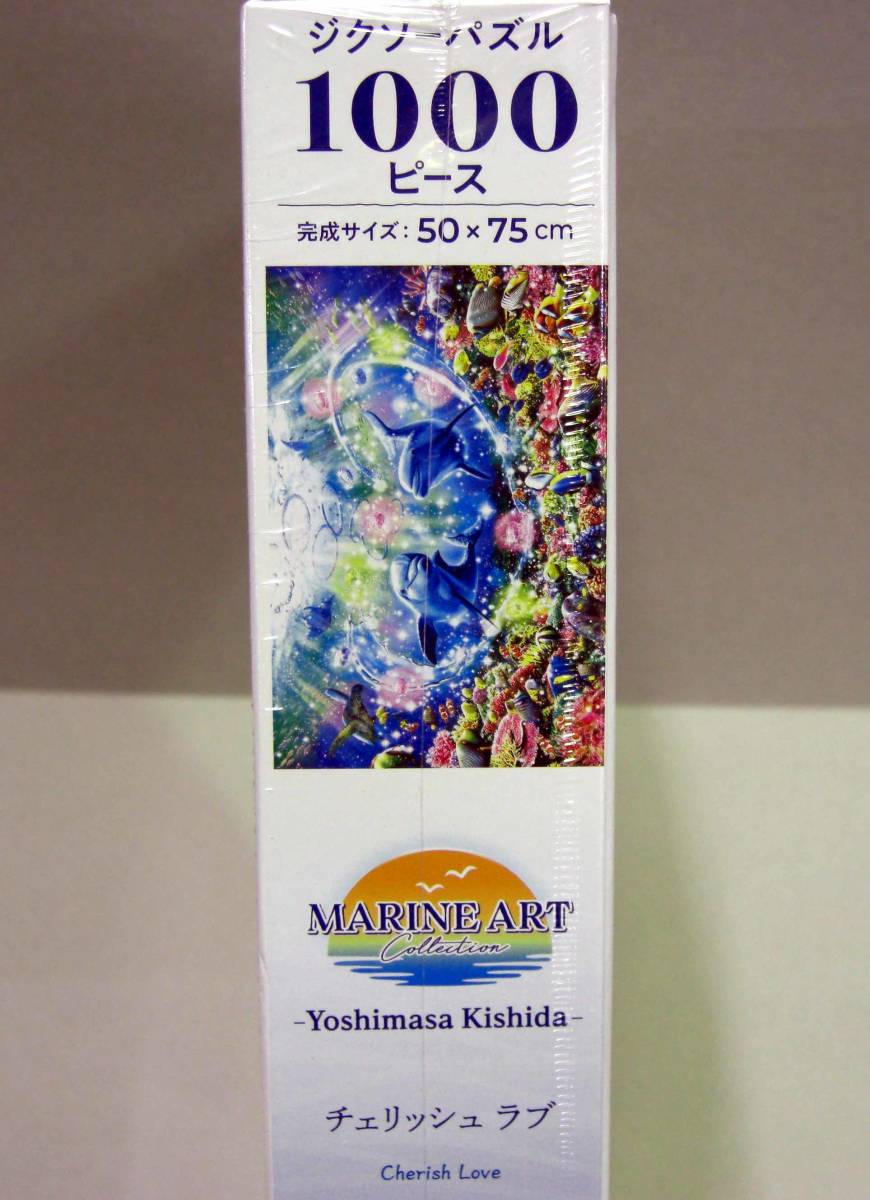 ジグソーパズル
1000
ピース
完成サイズ: 50×75cm
MARINE ART
Collection
-Yoshimasa Kishida-
チェリッシュ ラブ
Cherish Love